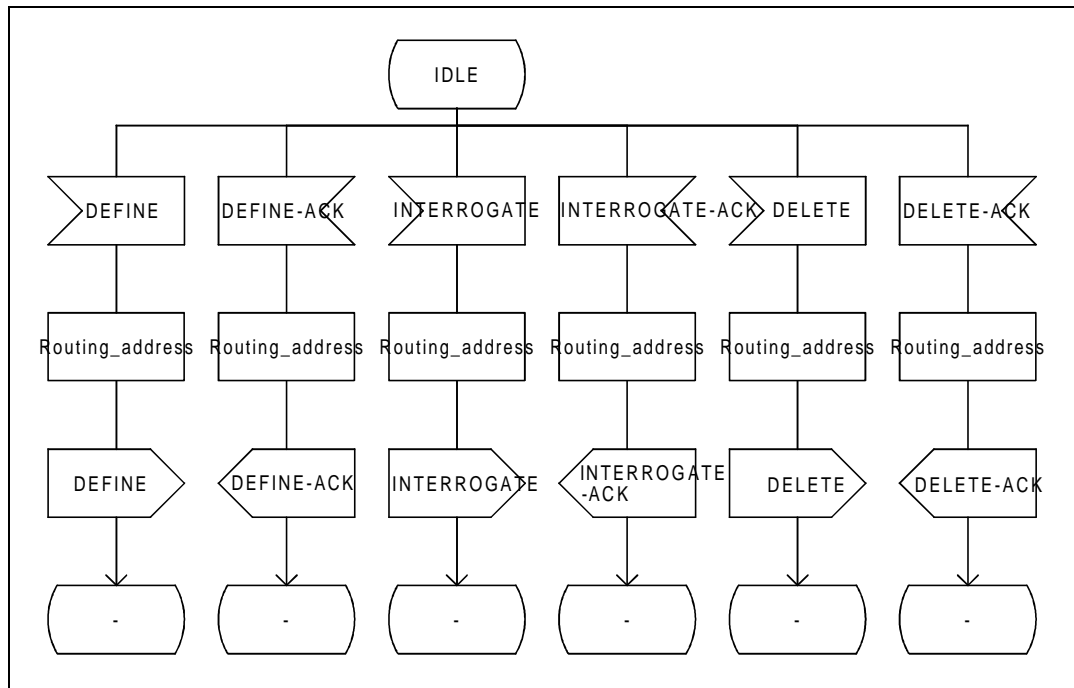 IDLE
DEFINE
DEFINE-ACK
INTERROGATE
INTERROGATE-ACK
DELETE
DELETE-ACK
Routing_address
Routing_address
Routing_address
Routing_address
Routing_address
Routing_address
DEFINE
DEFINE-ACK
INTERROGATE
INTERROGATE
-ACK
DELETE
DELETE-ACK
-
-
-
-
-
-